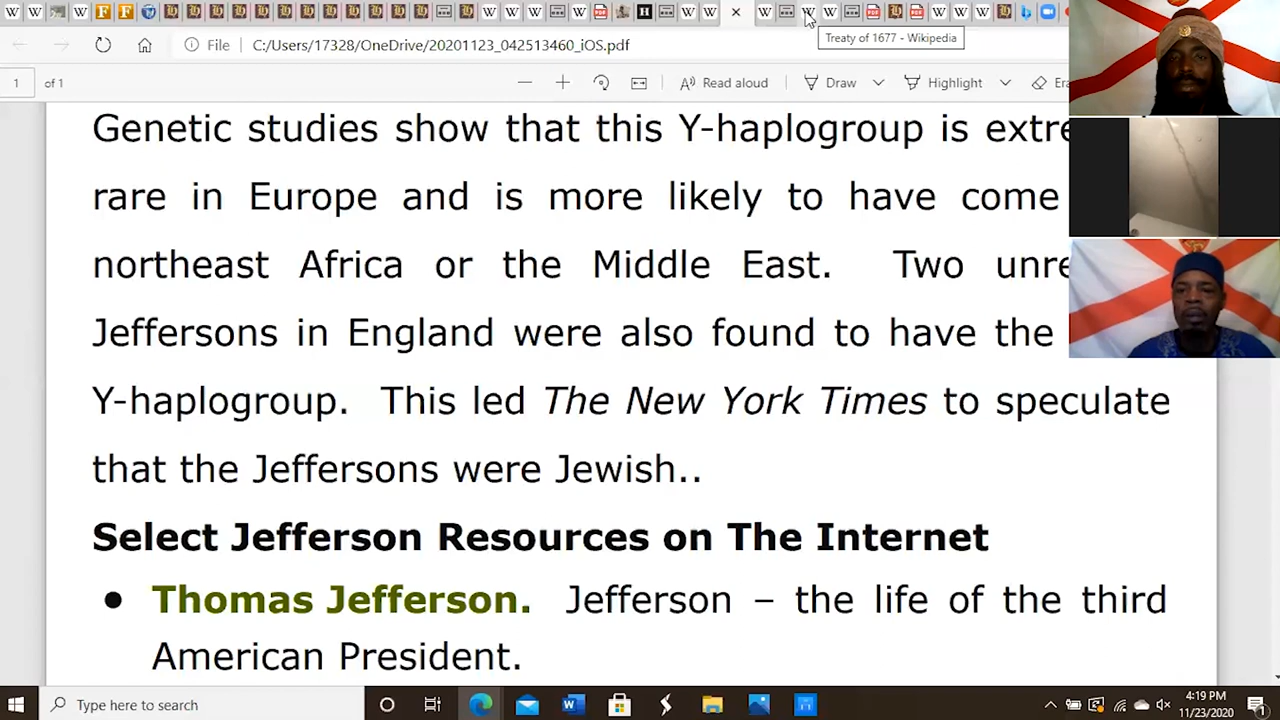 File
C:/Users/17328/OneDrive/20201123_042513460_iOS.pdf
Treaty of 1677 - Wikipedia
1 of 1
Read aloud
Draw
Highlight
Era
Genetic studies show that this Y-haplogroup is extre
rare in Europe and is more likely to have come
northeast Africa or the Middle East. Two unre
Jeffersons in England were also found to have the
Y-haplogroup. This led The New York Times to speculate
that the Jeffersons were Jewish..
Select Jefferson Resources on The Internet
• Thomas Jefferson. Jefferson – the life of the third
American President.
Type here to search
4:19 PM
11/23/2020